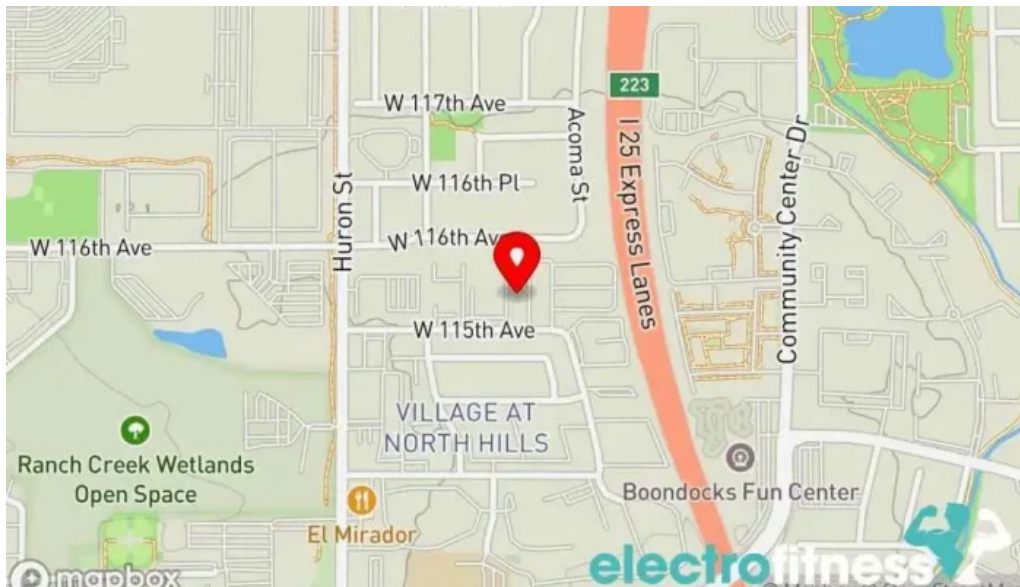 W 117th Ave
223
Acoma St
I 25 Express Lanes
Community Center Dr
W 116th Pl
Huron St
W 116th Ave
W 116th Ave
W 115th Ave
VILLAGE AT
NORTH HILLS
Ranch Creek Wetlands
Open Space
Boondocks Fun Center
El Mirador
electrofitness
mapbox